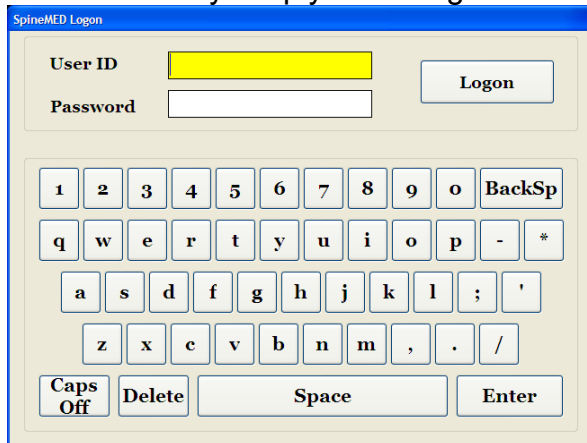 SpineMED Logon
User ID
Logon
Password
1 2 3 4 5 6 7 8 9 0 BackSp
q w e r t y u i o p - *
a s d f g h j k l ; '
z x c v b n m , . /
Caps Off Delete Space Enter